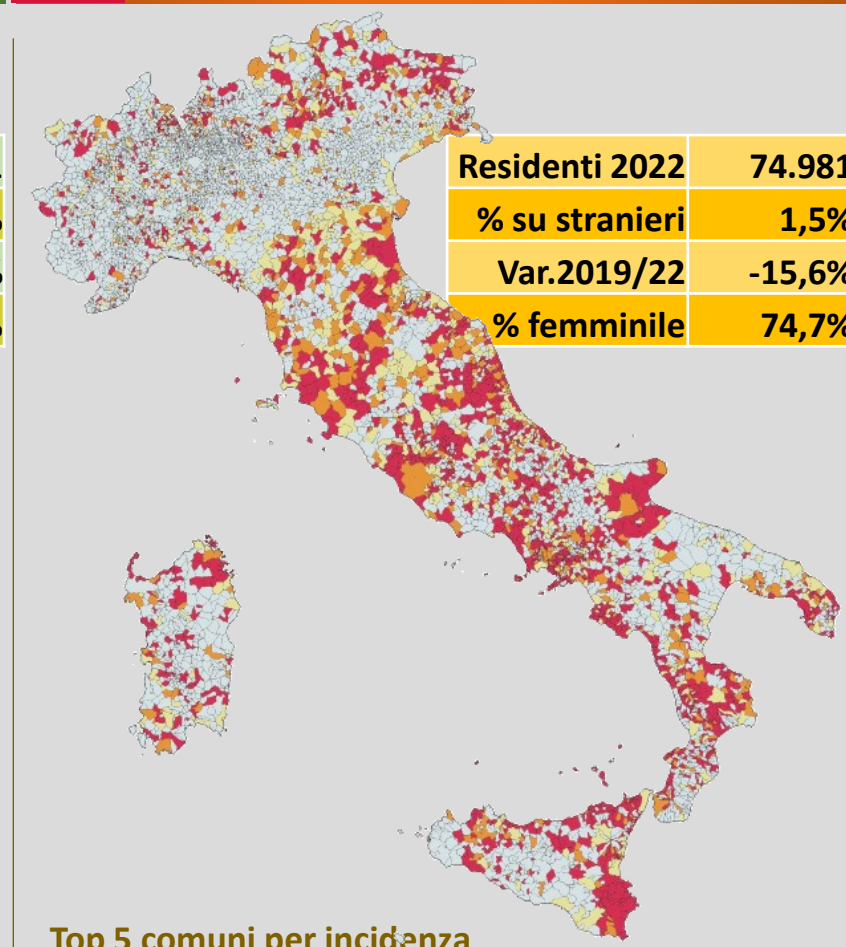 Residenti 2022 74.981
% su stranieri 1,5%
%
Var.2019/22 -15,6%
%
% femminile 74,7%
%
Top 5 comuni per incidenza